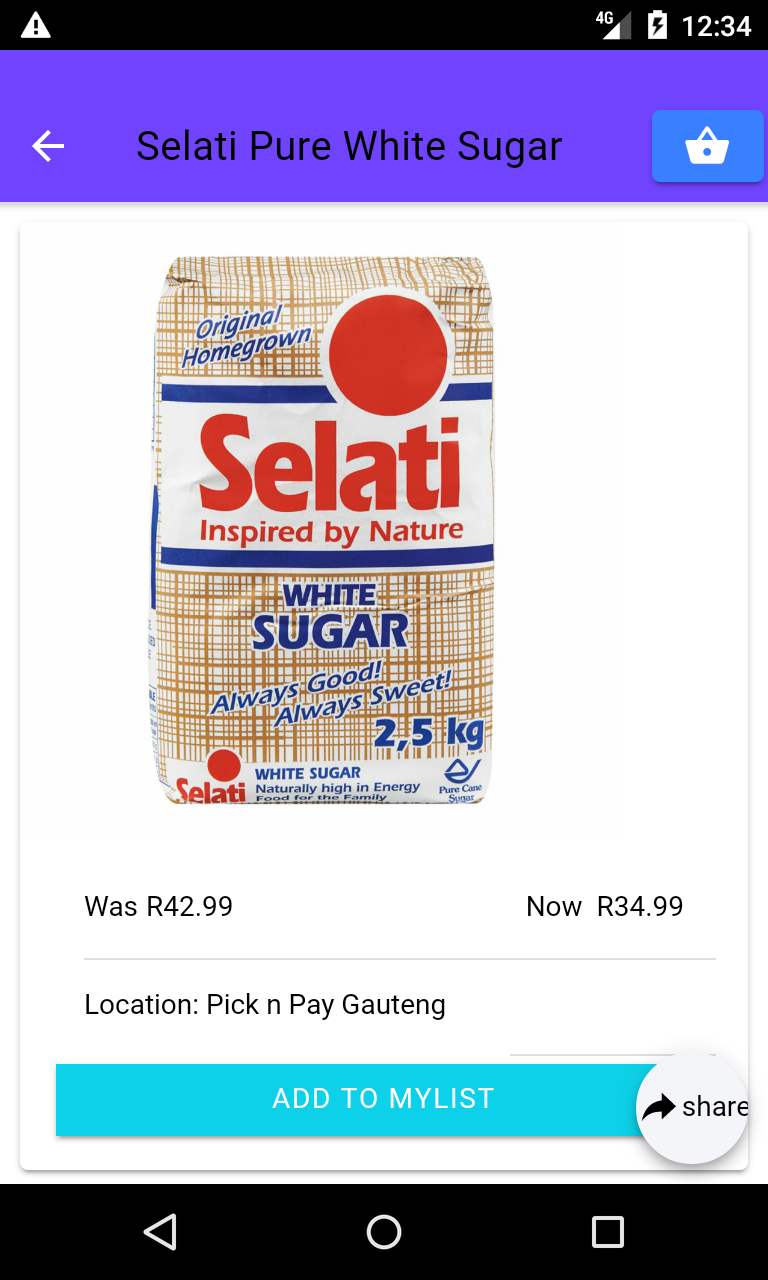 4G 12:34
Selati Pure White Sugar
Original
Homegrown
Selati
Inspired by Nature
WHITE
SUGAR
Always Good!
Always Sweet!
2,5 kg
Selati
WHITE SUGAR
Naturally high in Energy
Food for the Family
Pure Cane
Sugar
Was R42.99 Now R34.99
Location: Pick n Pay Gauteng
ADD TO MYLIST
share